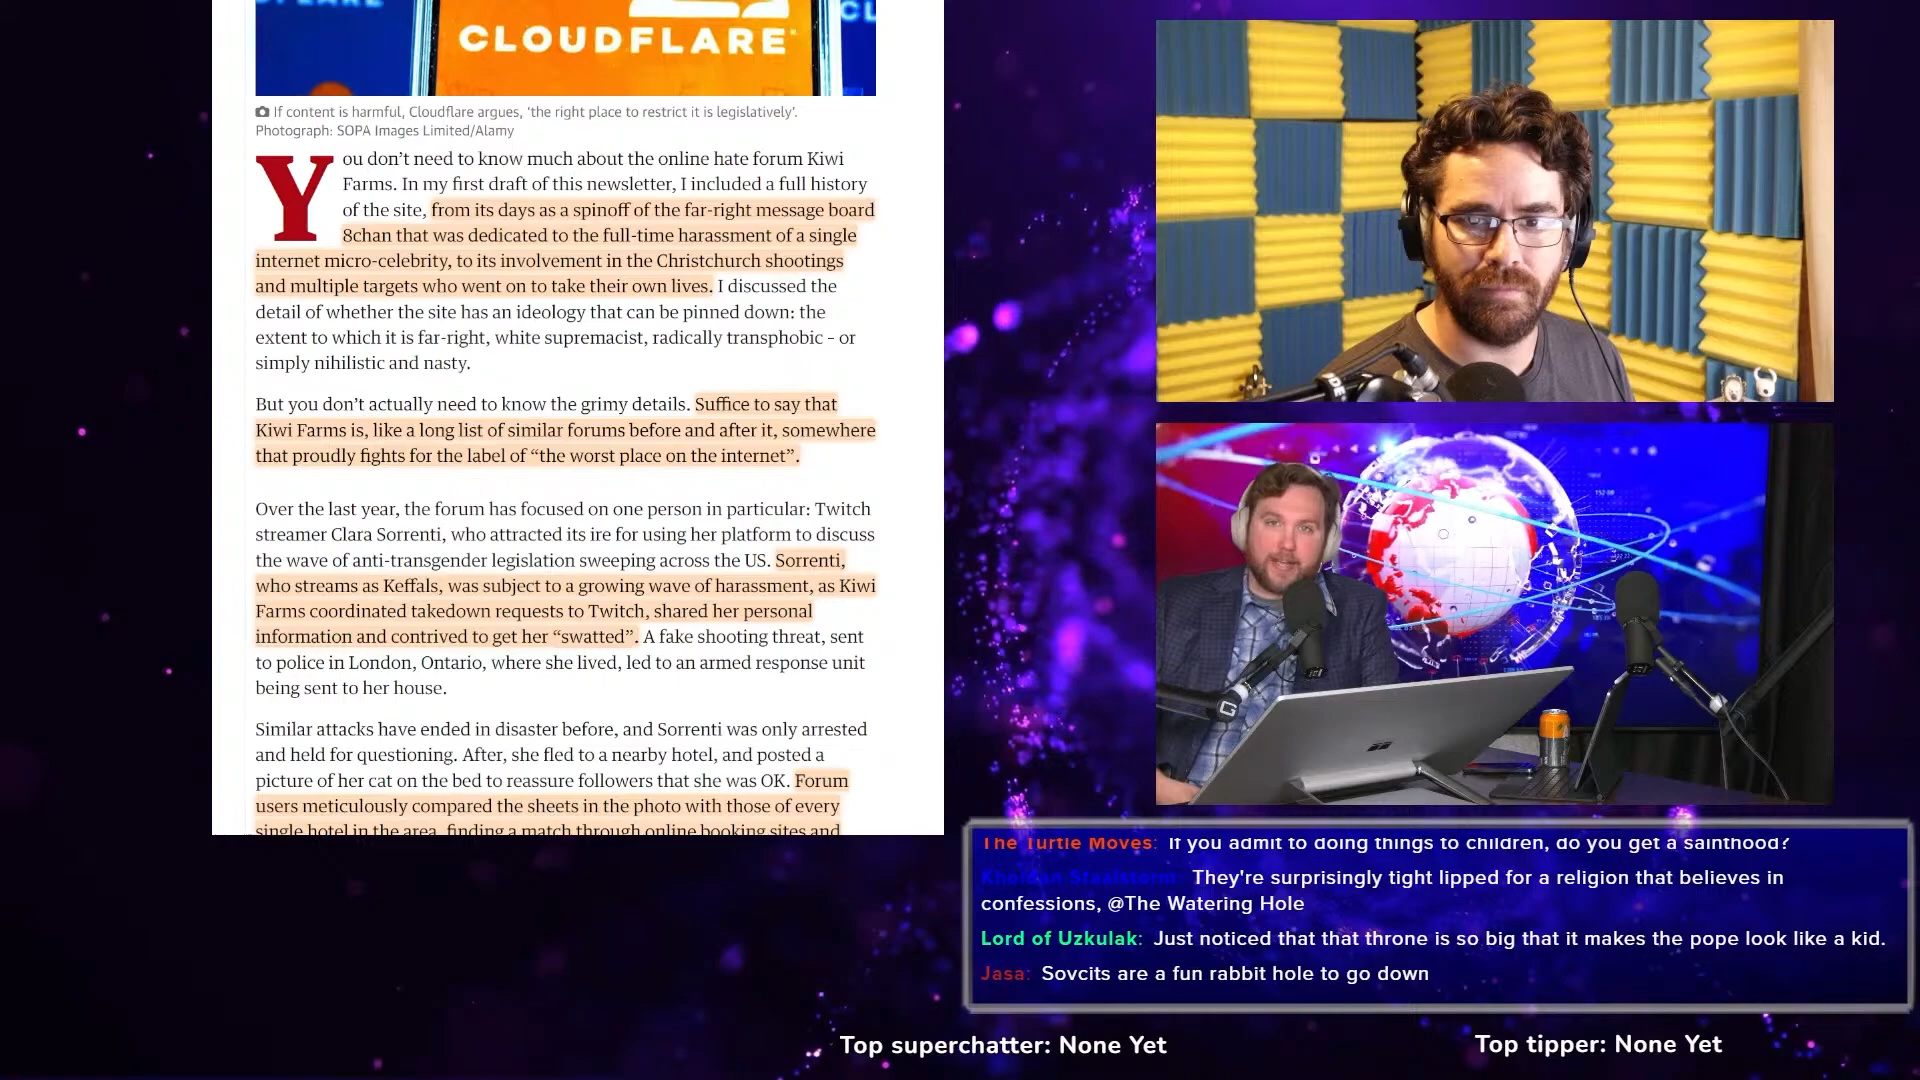 CLOUDFLARE
If content is harmful, Cloudflare argues, ‘the right place to restrict it is legislatively’.
Photograph: SOPA Images Limited/Alamy
You don’t need to know much about the online hate forum Kiwi
Farms. In my first draft of this newsletter, I included a full history
of the site, from its days as a spinoff of the far-right message board
8chan that was dedicated to the full-time harassment of a single
internet micro-celebrity, to its involvement in the Christchurch shootings
and multiple targets who went on to take their own lives. I discussed the
detail of whether the site has an ideology that can be pinned down: the
extent to which it is far-right, white supremacist, radically transphobic – or
simply nihilistic and nasty.
But you don’t actually need to know the grimy details. Suffice to say that
Kiwi Farms is, like a long list of similar forums before and after it, somewhere
that proudly fights for the label of “the worst place on the internet”.
Over the last year, the forum has focused on one person in particular: Twitch
streamer Clara Sorrenti, who attracted its ire for using her platform to discuss
the wave of anti-transgender legislation sweeping across the US. Sorrenti,
who streams as Keffals, was subject to a growing wave of harassment, as Kiwi
Farms coordinated takedown requests to Twitch, shared her personal
information and contrived to get her “swatted”. A fake shooting threat, sent
to police in London, Ontario, where she lived, led to an armed response unit
being sent to her house.
Similar attacks have ended in disaster before, and Sorrenti was only arrested
and held for questioning. After, she fled to a nearby hotel, and posted a
picture of her cat on the bed to reassure followers that she was OK. Forum
users meticulously compared the sheets in the photo with those of every
single hotel in the area, finding a match through online booking sites and
The Turtle Moves: If you admit to doing things to children, do you get a sainthood?
They're surprisingly tight lipped for a religion that believes in
confessions, @The Watering Hole
Lord of Uzkulak: Just noticed that that throne is so big that it makes the pope look like a kid.
Jasa: Sovcits are a fun rabbit hole to go down
Top superchatter: None Yet
Top tipper: None Yet